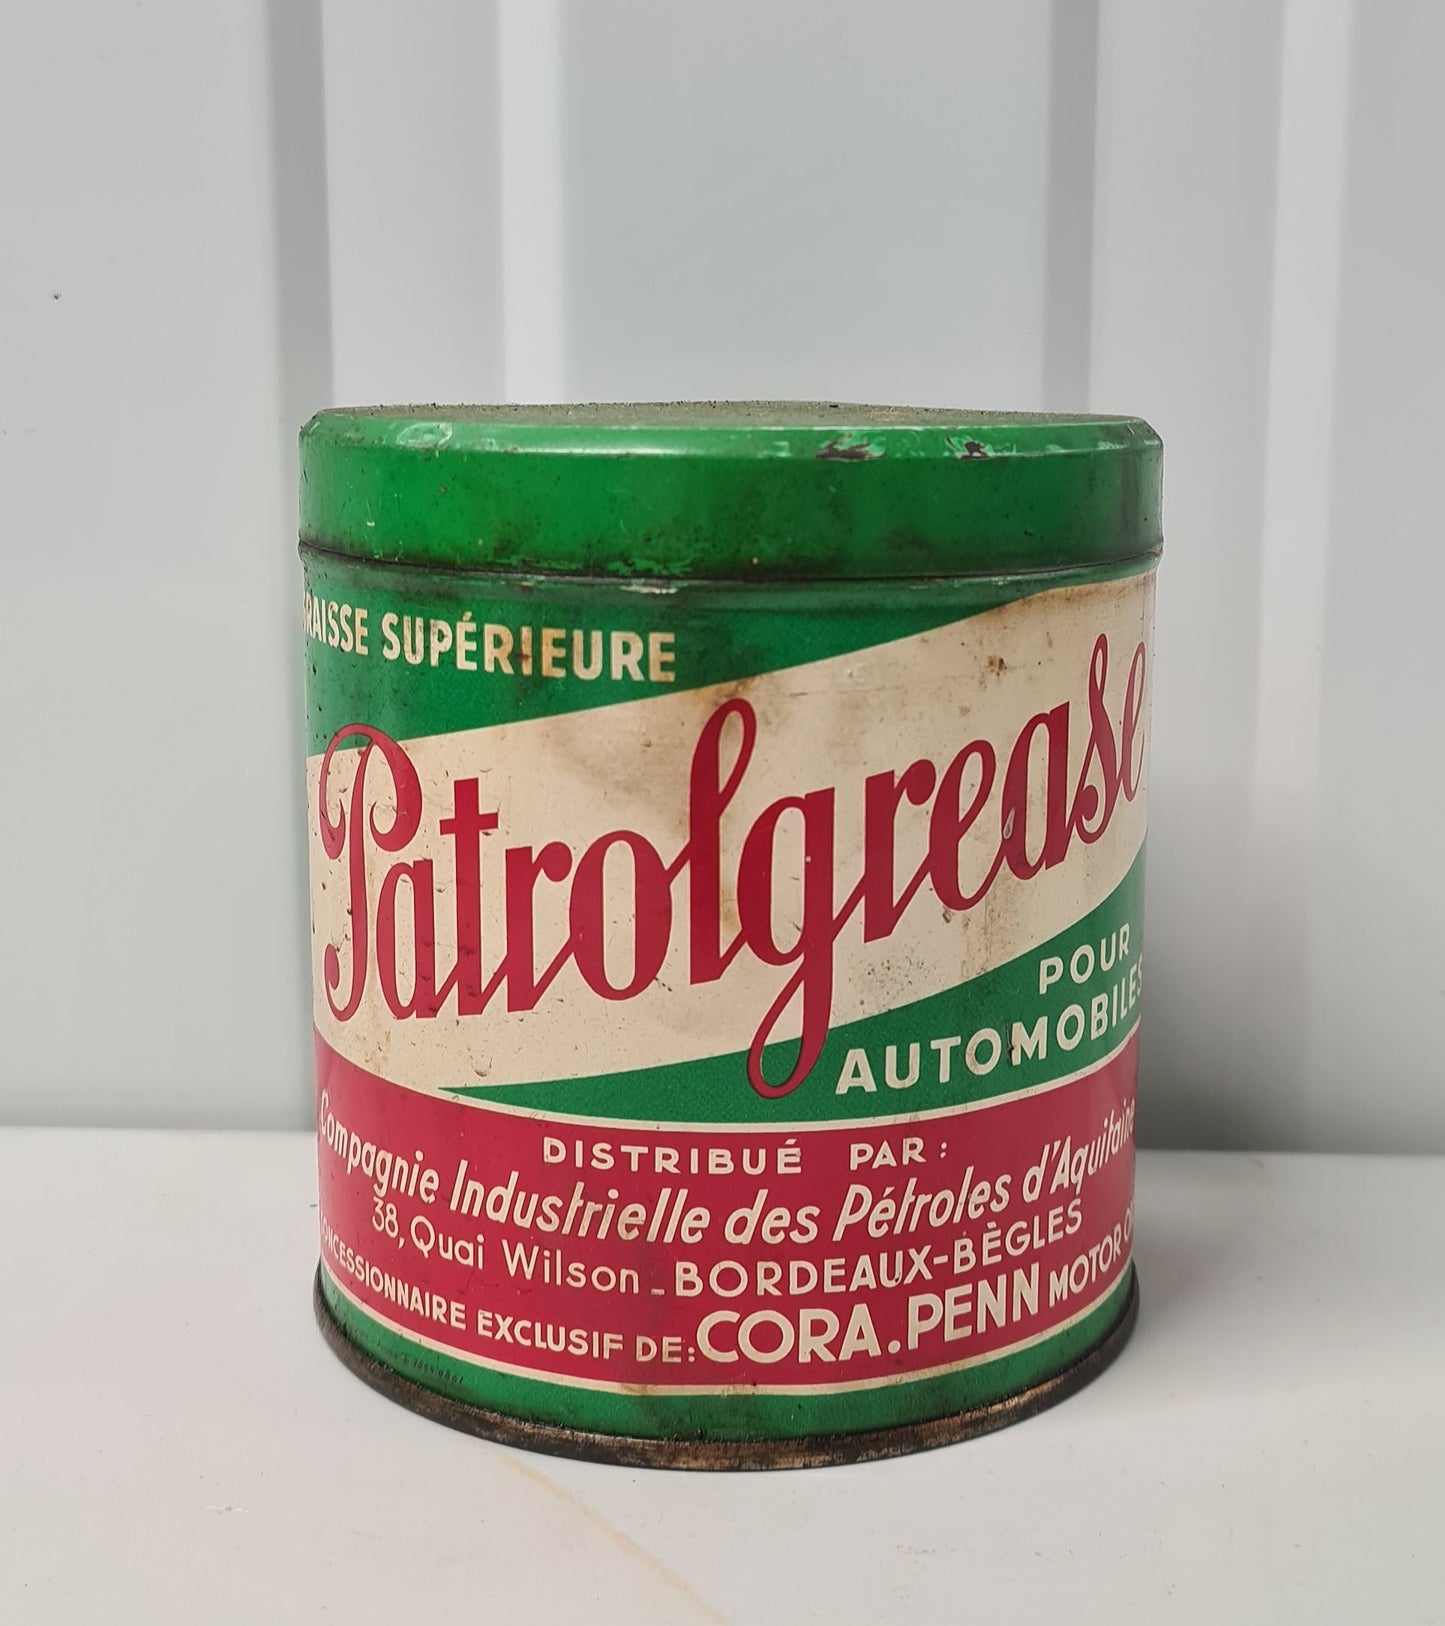 GRAISSE SUPÉRIEURE
Patrolgrease
POUR
AUTOMOBILES
DISTRIBUÉ PAR:
Compagnie Industrielle des Pétroles d'Aquitaine
38, Quai Wilson - BORDEAUX-BÈGLES
CONCESSIONNAIRE EXCLUSIF DE: CORA.PENN MOTOR